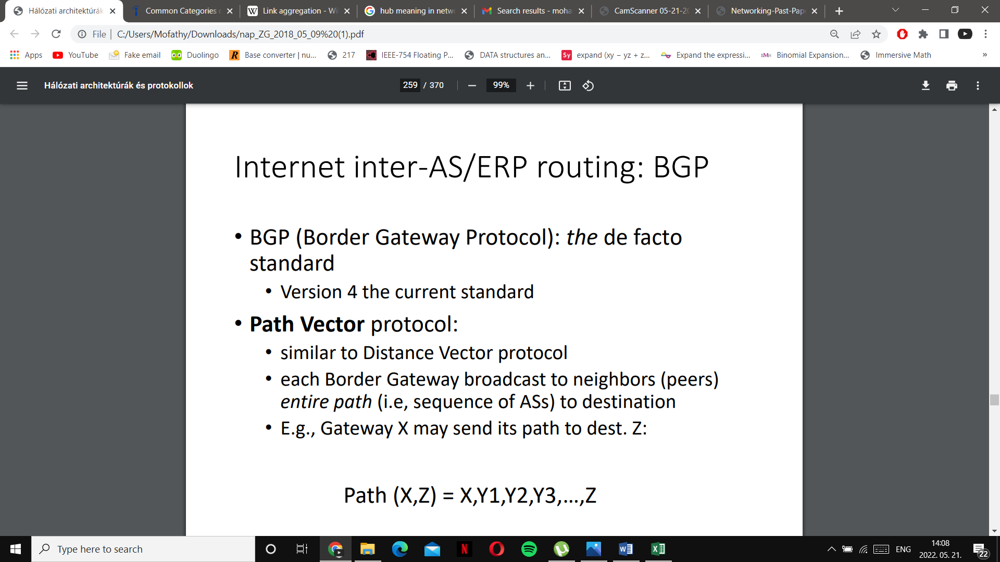 Hálózati architektúrák
Common Categories
Link aggregation - Wi
hub meaning in netw
Search results - moha
CamScanner 05-21-20
Networking-Past-Pap
File
C:/Users/Mofathy/Downloads/nap_ZG_2018_05_09%20(1).pdf
Apps
YouTube
Fake email
Duolingo
Base converter | nu...
217
IEEE-754 Floating P...
DATA structures an...
Sy
expand (xy − yz + z...
Expand the expressi...
Binomial Expansion...
Immersive Math
»
Hálózati architektúrák és protokollok
259 / 370
99%
Internet inter-AS/ERP routing: BGP
• BGP (Border Gateway Protocol): the de facto
standard
• Version 4 the current standard
• Path Vector protocol:
• similar to Distance Vector protocol
• each Border Gateway broadcast to neighbors (peers)
entire path (i.e, sequence of ASs) to destination
• E.g., Gateway X may send its path to dest. Z:
Path (X,Z) = X,Y1,Y2,Y3,...,Z
Type here to search
ENG
14:08
2022. 05. 21.
22